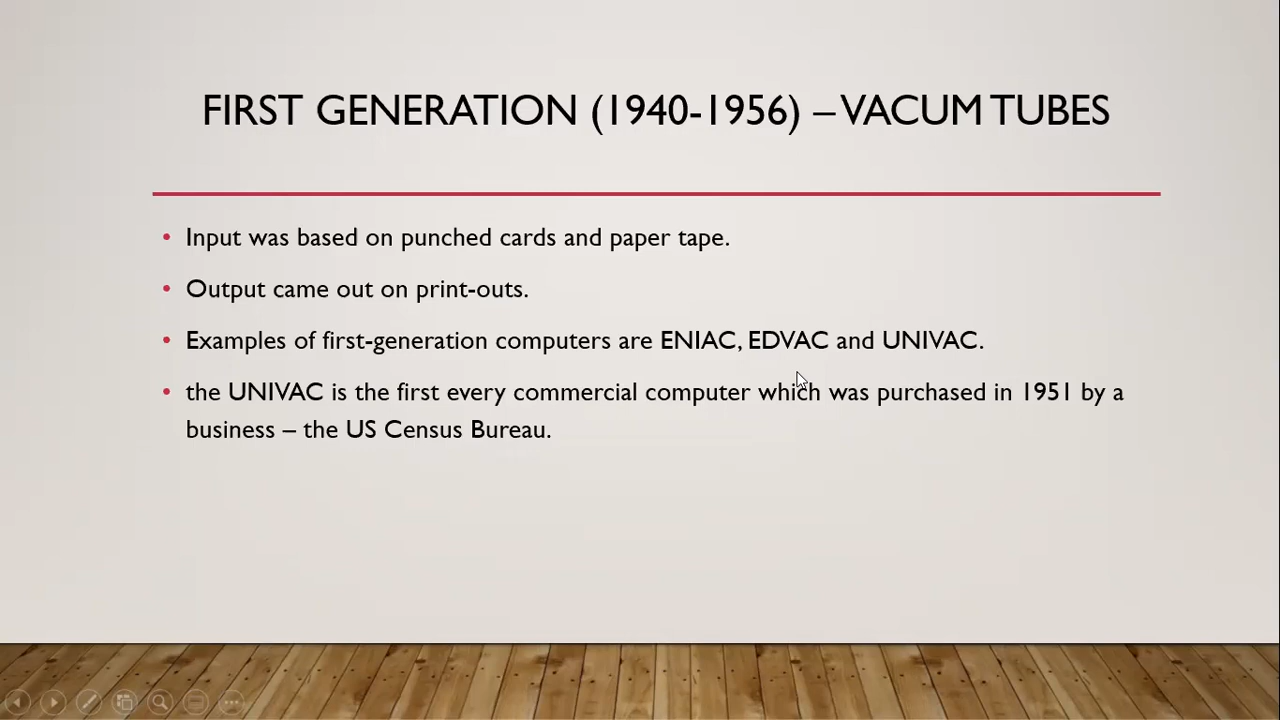 FIRST GENERATION (1940-1956) – VACUM TUBES
• Input was based on punched cards and paper tape.
• Output came out on print-outs.
• Examples of first-generation computers are ENIAC, EDVAC and UNIVAC.
• the UNIVAC is the first every commercial computer which was purchased in 1951 by a
business – the US Census Bureau.